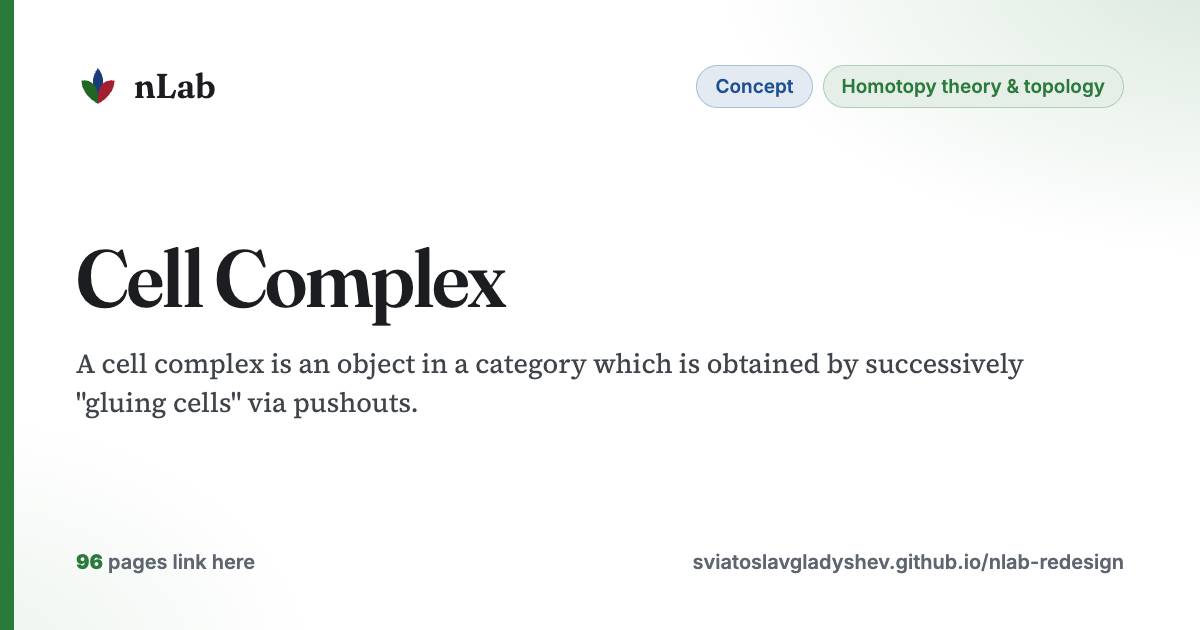 nLab
Concept
Homotopy theory & topology
Cell Complex
A cell complex is an object in a category which is obtained by successively
"gluing cells" via pushouts.
96 pages link here
sviatoslavgladyshev.github.io/nlab-redesign